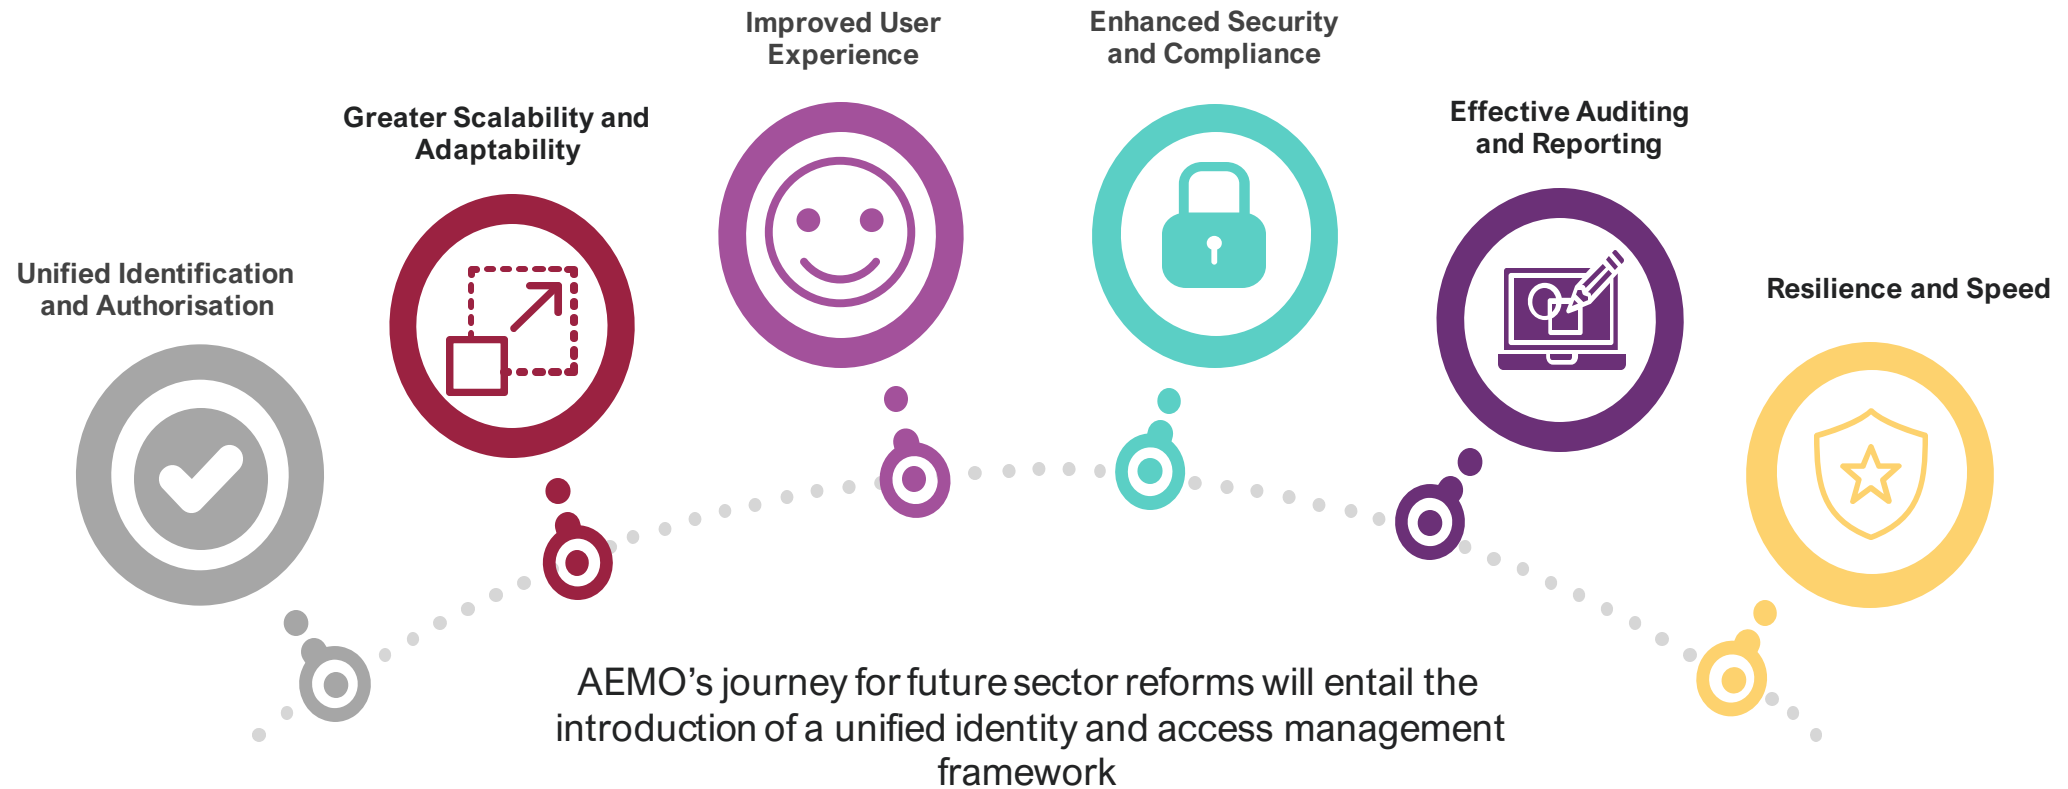 Unified Identification
and Authorisation
Greater Scalability and
Adaptability
Improved User
Experience
Enhanced Security
and Compliance
Effective Auditing
and Reporting
Resilience and Speed
AEMO’s journey for future sector reforms will entail the
introduction of a unified identity and access management
framework